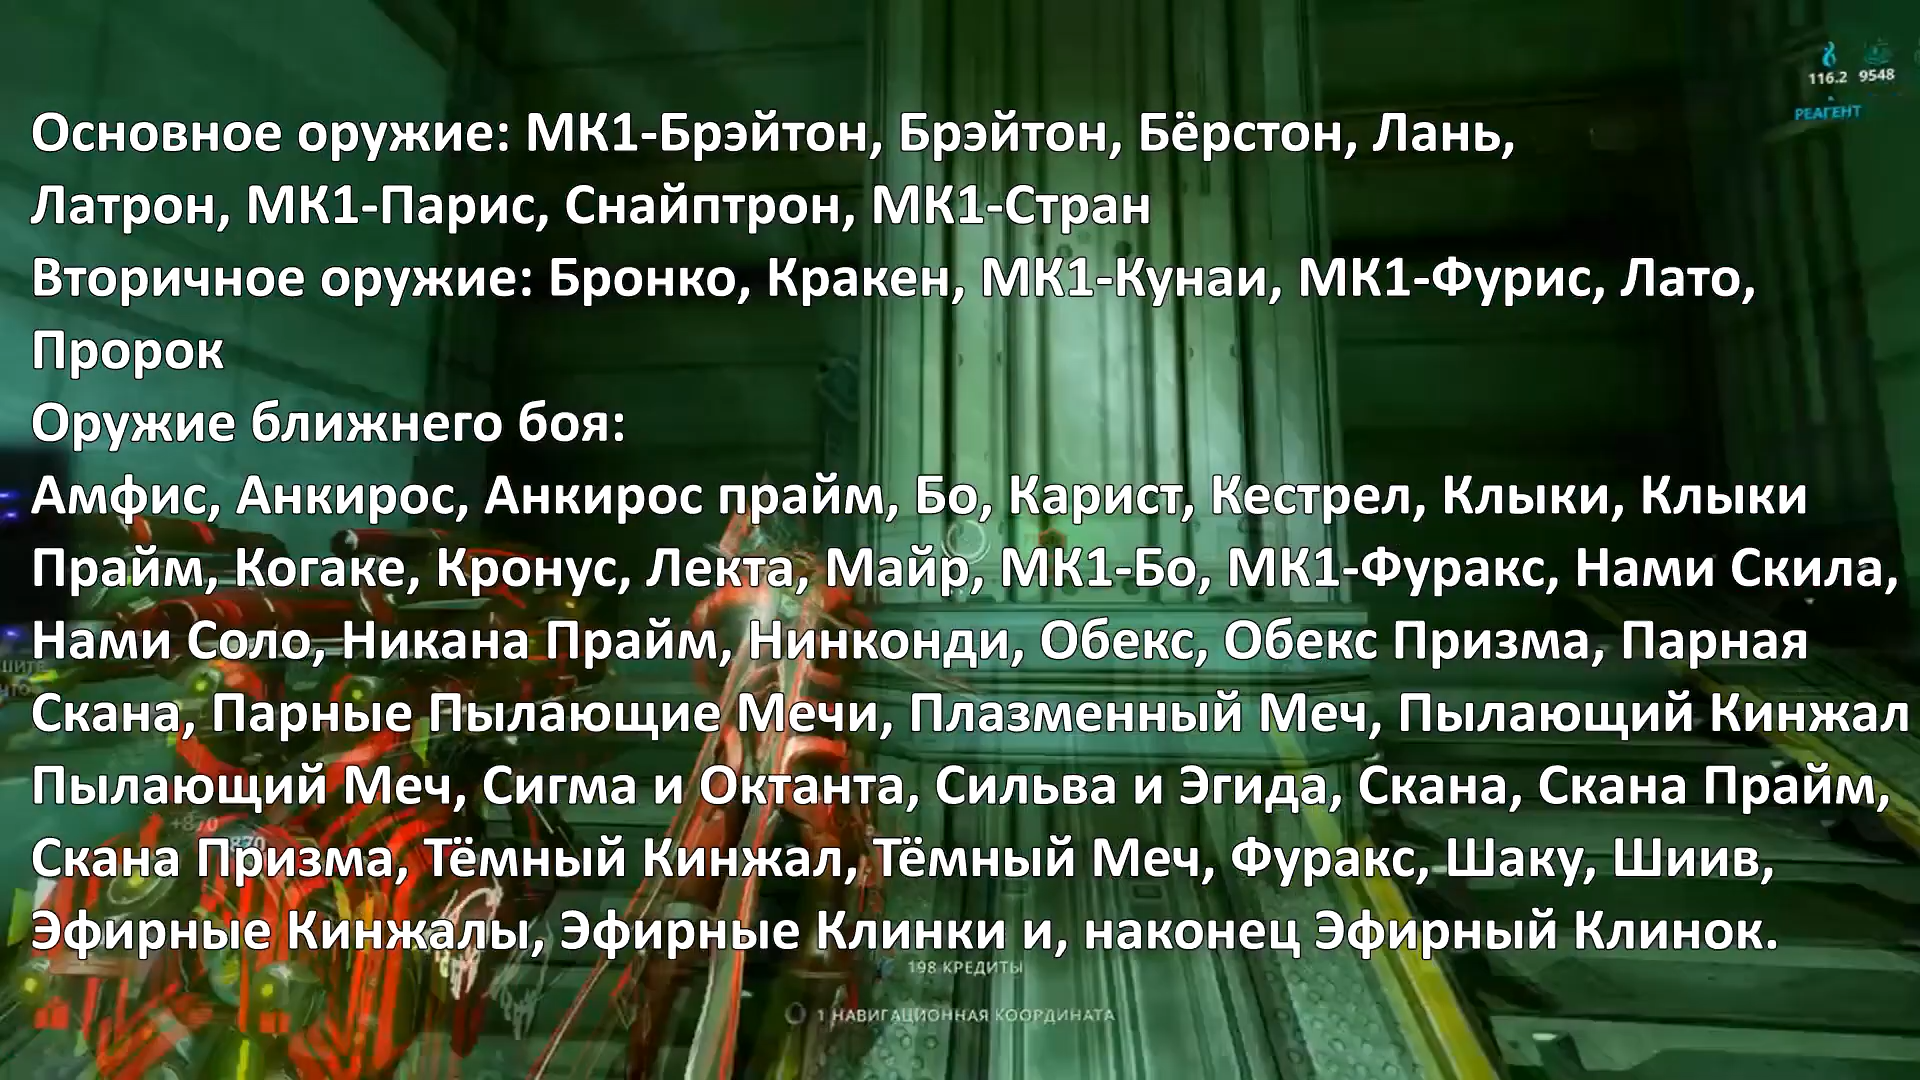 116.2 9548
РЕАГЕНТ
Основное оружие: МК1-Брэйтон, Брэйтон, Бёрстон, Лань,
Латрон, МК1-Парис, Снайптрон, МК1-Стран
Вторичное оружие: Бронко, Кракен, МК1-Кунаи, МК1-Фурис, Лато,
Пророк
Оружие ближнего боя:
Амфис, Анкирос, Анкирос прайм, Бо, Карист, Кестрел, Клыки, Клыки
Прайм, Когаке, Кронус, Лекта, Майр, МК1-Бо, МК1-Фуракс, Нами Скила,
Нами Соло, Никана Прайм, Нинконди, Обекс, Обекс Призма, Парная
Скана, Парные Пылающие Мечи, Плазменный Меч, Пылающий Кинжал
Пылающий Меч, Сигма и Октанта, Сильва и Эгида, Скана, Скана Прайм,
+870
870
Скана Призма, Тёмный Кинжал, Тёмный Меч, Фуракс, Шаку, Шиив,
Эфирные Кинжалы, Эфирные Клинки и, наконец Эфирный Клинок.
198 КРЕДИТЫ
1 НАВИГАЦИОННАЯ КООРДИНАТА